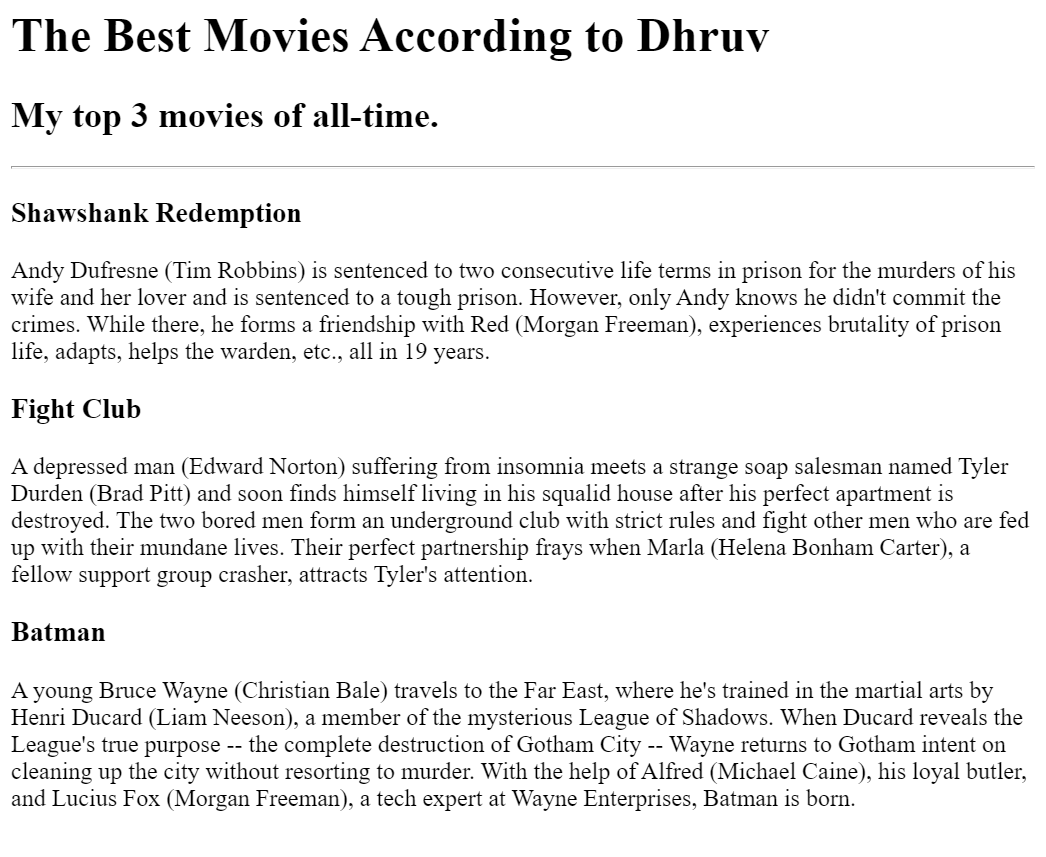 The Best Movies According to Dhruv
My top 3 movies of all-time.
Shawshank Redemption
Andy Dufresne (Tim Robbins) is sentenced to two consecutive life terms in prison for the murders of his
wife and her lover and is sentenced to a tough prison. However, only Andy knows he didn't commit the
crimes. While there, he forms a friendship with Red (Morgan Freeman), experiences brutality of prison
life, adapts, helps the warden, etc., all in 19 years.
Fight Club
A depressed man (Edward Norton) suffering from insomnia meets a strange soap salesman named Tyler
Durden (Brad Pitt) and soon finds himself living in his squalid house after his perfect apartment is
destroyed. The two bored men form an underground club with strict rules and fight other men who are fed
up with their mundane lives. Their perfect partnership frays when Marla (Helena Bonham Carter), a
fellow support group crasher, attracts Tyler's attention.
Batman
A young Bruce Wayne (Christian Bale) travels to the Far East, where he's trained in the martial arts by
Henri Ducard (Liam Neeson), a member of the mysterious League of Shadows. When Ducard reveals the
League's true purpose -- the complete destruction of Gotham City -- Wayne returns to Gotham intent on
cleaning up the city without resorting to murder. With the help of Alfred (Michael Caine), his loyal butler,
and Lucius Fox (Morgan Freeman), a tech expert at Wayne Enterprises, Batman is born.